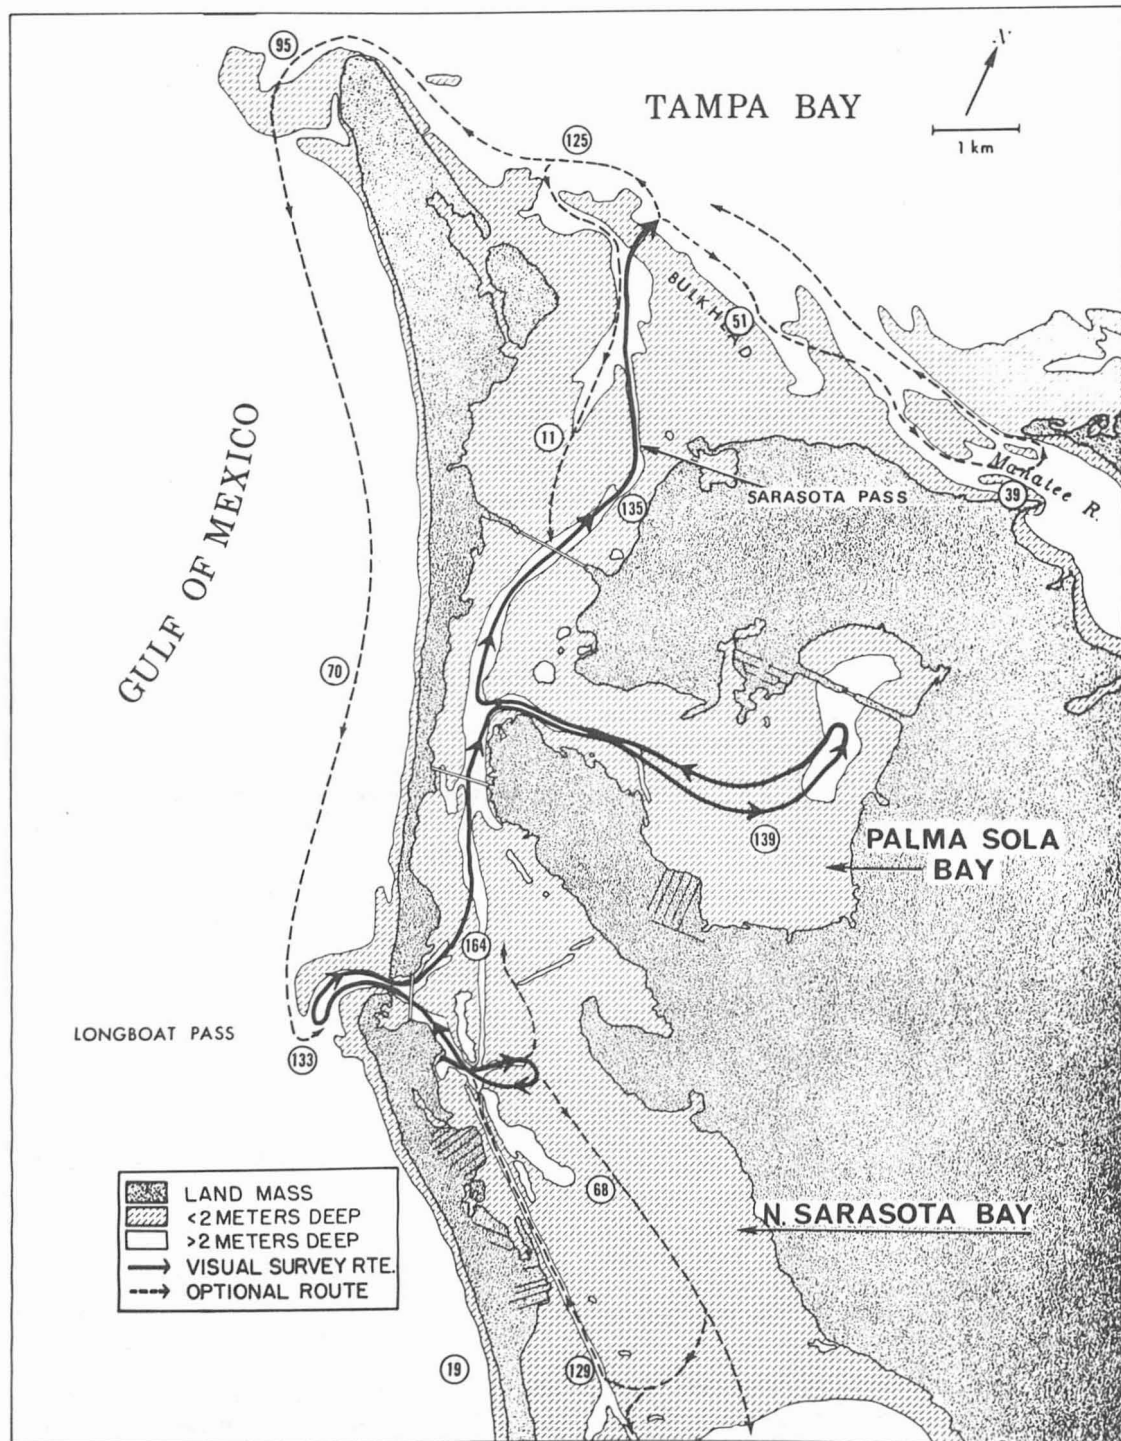 95
N
TAMPA BAY
1 km
125
BULKHEAD
51
11
Manatee R.
39
SARASOTA PASS
135
GULF OF MEXICO
70
139
PALMA SOLA
BAY
164
LONGBOAT PASS
133
68
N. SARASOTA BAY
LAND MASS
<2 METERS DEEP
>2 METERS DEEP
VISUAL SURVEY RTE.
OPTIONAL ROUTE
19
129